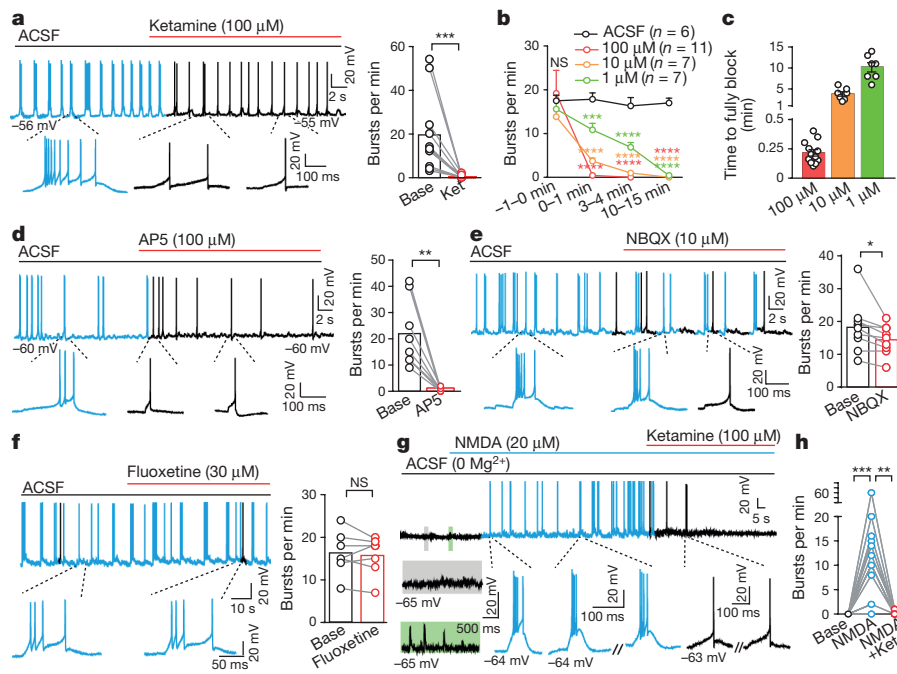 a
Ketamine (100 μM)
ACSF
20 mV
2 s
–56 mV
–55 mV
20 mV
100 ms
Bursts per min
60
40
20
0
***
Base
Ket
b
ACSF (n = 6)
100 μM (n = 11)
10 μM (n = 7)
1 μM (n = 7)
Bursts per min
30
20
10
0
NS
***
****
****
****
****
****
****
****
***
–1–0 min
0–1 min
3–4 min
10–15 min
c
Time to fully block
(min)
15
10
5
1
0.50
0.25
0
100 μM
10 μM
1 μM
d
AP5 (100 μM)
ACSF
20 mV
2 s
–60 mV
–60 mV
20 mV
100 ms
Bursts per min
50
40
30
20
10
0
**
Base
AP5
e
NBQX (10 μM)
ACSF
20 mV
2 s
20 mV
100 ms
Bursts per min
40
30
20
10
0
*
Base
NBQX
f
Fluoxetine (30 μM)
ACSF
20 mV
10 s
20 mV
50 ms
Bursts per min
30
20
10
0
NS
Base
Fluoxetine
g
NMDA (20 μM)
Ketamine (100 μM)
ACSF (0 Mg2+)
20 mV
5 s
–65 mV
500 ms
20 mV
–65 mV
–64 mV
–64 mV
20 mV
100 ms
–63 mV
20 mV
100 ms
h
Bursts per min
60
20
15
10
5
0
***
**
Base
NMDA
NMDA
+Ket